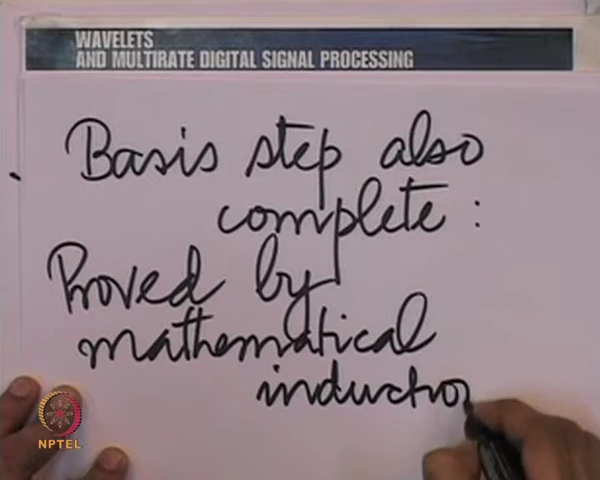 WAVELETS
AND MULTIRATE DIGITAL SIGNAL PROCESSING
Basis step also
complete :
Proved by
mathematical
inductio
NPTEL